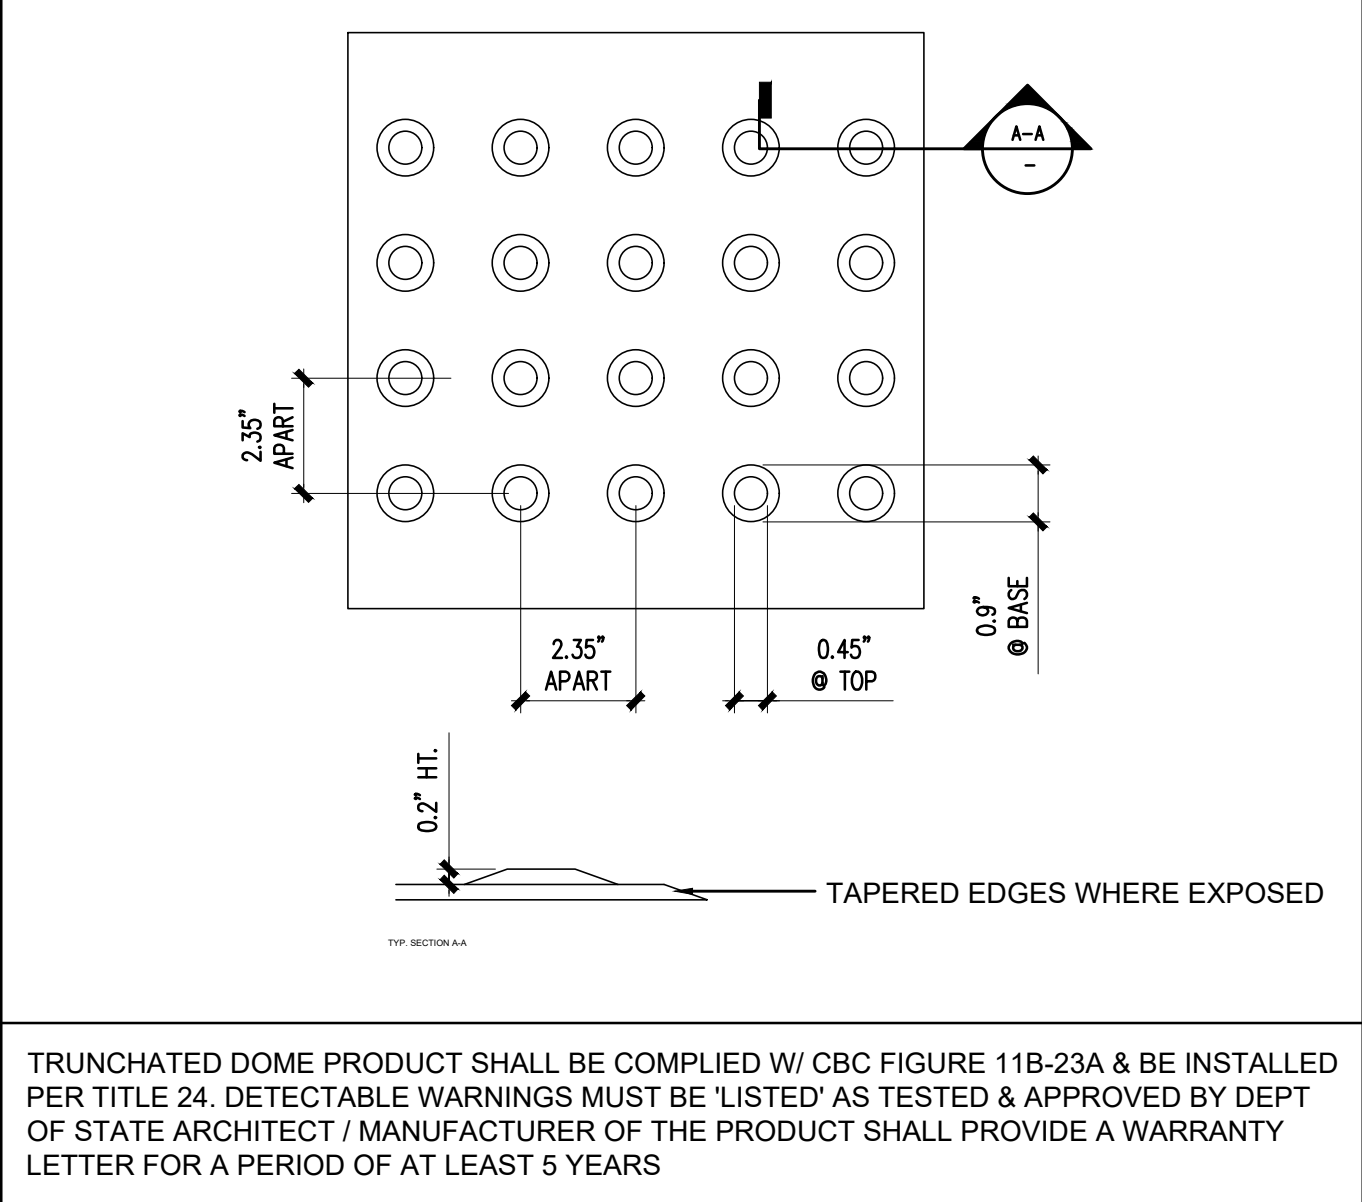 A-A
-
2.35”
APART
2.35”
APART
0.45”
@ TOP
0.9”
@ BASE
0.2” HT.
TAPERED EDGES WHERE EXPOSED
TYP. SECTION A-A
TRUNCHATED DOME PRODUCT SHALL BE COMPLIED W/ CBC FIGURE 11B-23A & BE INSTALLED
PER TITLE 24. DETECTABLE WARNINGS MUST BE 'LISTED' AS TESTED & APPROVED BY DEPT
OF STATE ARCHITECT / MANUFACTURER OF THE PRODUCT SHALL PROVIDE A WARRANTY
LETTER FOR A PERIOD OF AT LEAST 5 YEARS